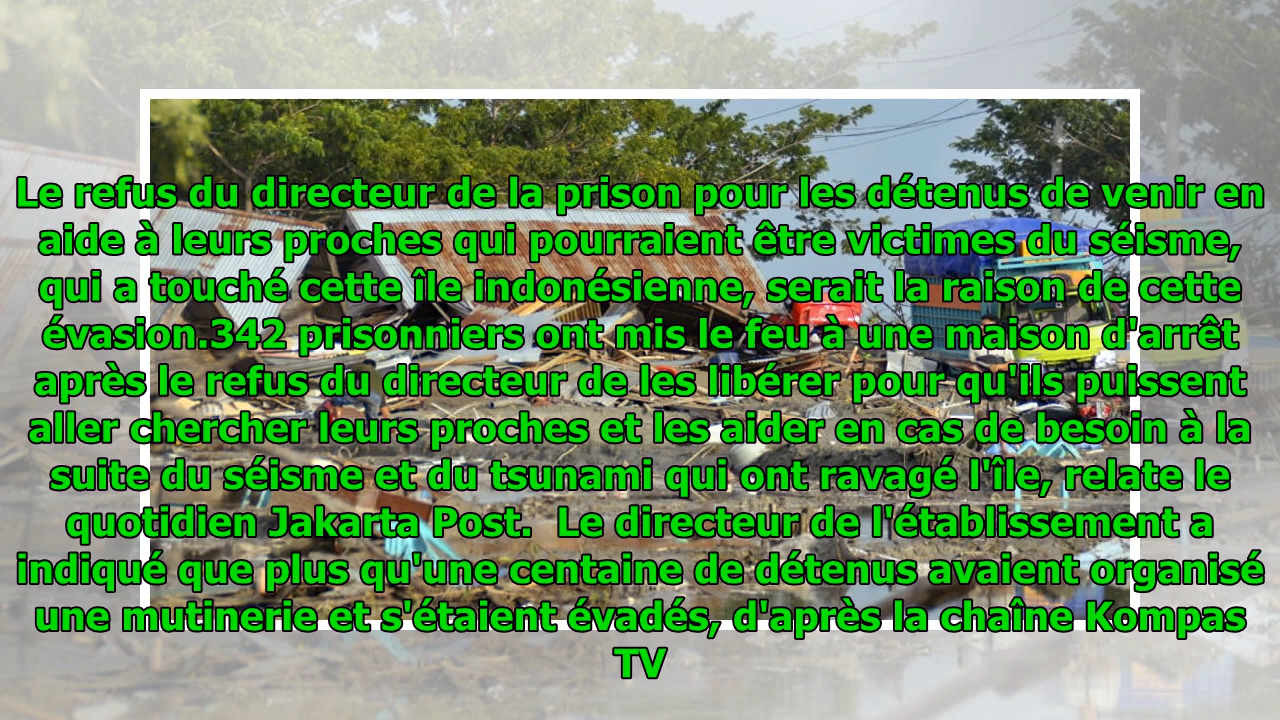 Le refus du directeur de la prison pour les détenus de venir en
aide à leurs proches qui pourraient être victimes du séisme,
qui a touché cette île indonésienne, serait la raison de cette
évasion.342 prisonniers ont mis le feu à une maison d'arrêt
après le refus du directeur de les libérer pour qu'ils puissent
aller chercher leurs proches et les aider en cas de besoin à la
suite du séisme et du tsunami qui ont ravagé l'île, relate le
quotidien Jakarta Post.  Le directeur de l'établissement a
indiqué que plus qu'une centaine de détenus avaient organisé
une mutinerie et s'étaient évadés, d'après la chaîne Kompas
TV